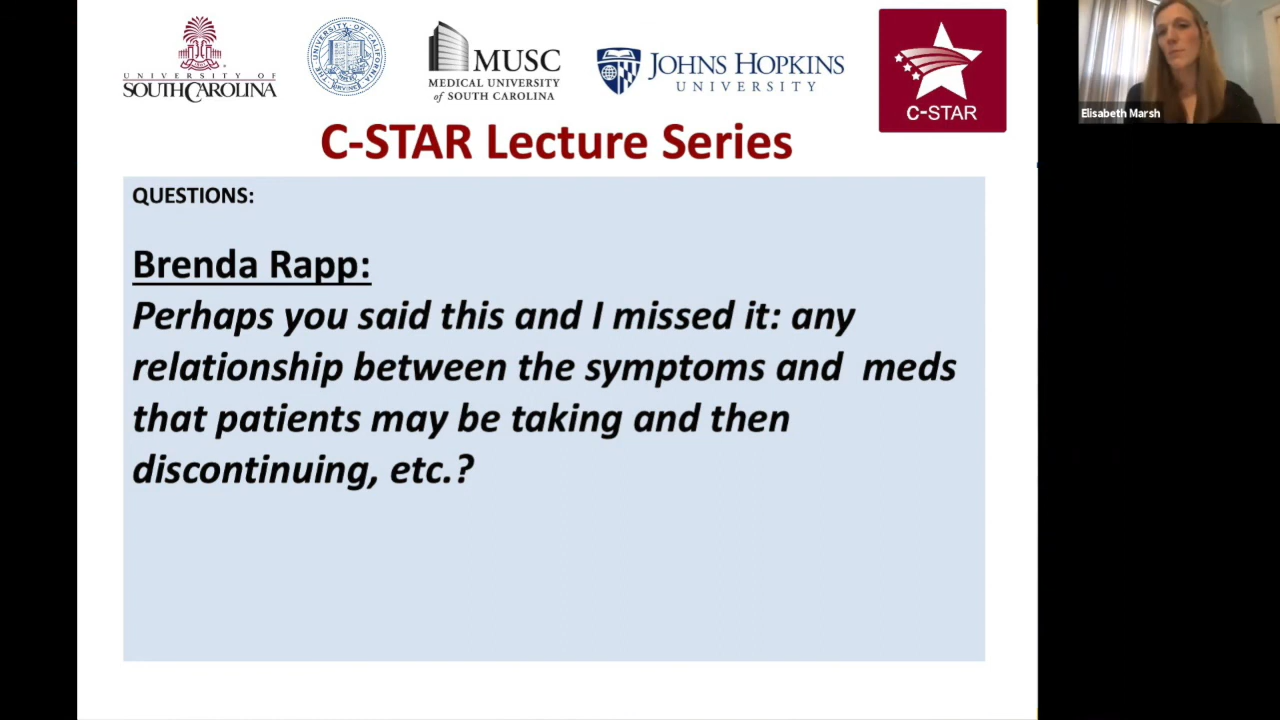 UNIVERSITY OF
SOUTH CAROLINA
MUSC
MEDICAL UNIVERSITY
of SOUTH CAROLINA
JOHNS HOPKINS
UNIVERSITY
C-STAR
Elisabeth Marsh
C-STAR Lecture Series
QUESTIONS:
Brenda Rapp:
Perhaps you said this and I missed it: any
relationship between the symptoms and meds
that patients may be taking and then
discontinuing, etc.?